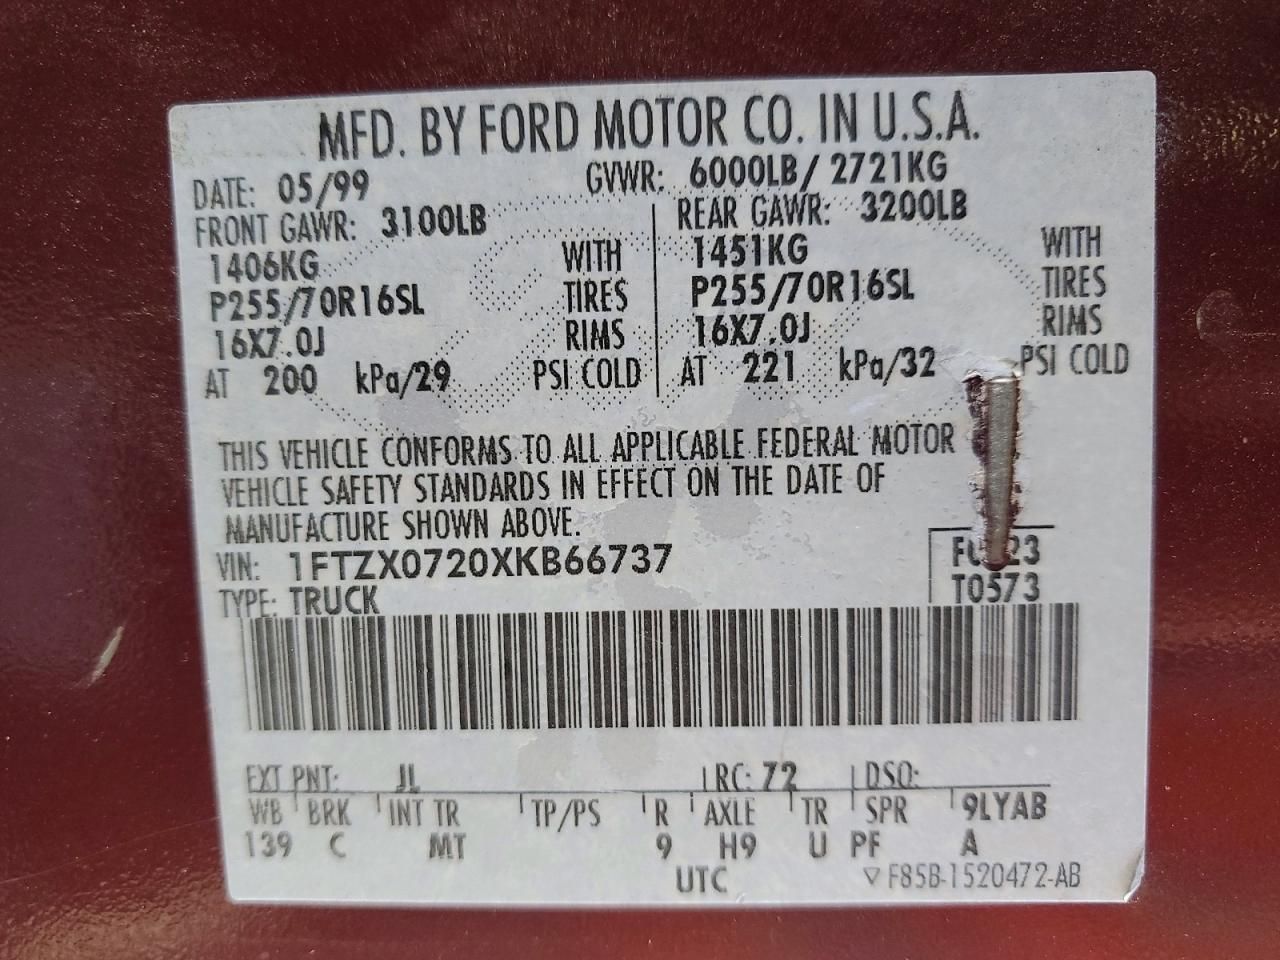 MFD. BY FORD MOTOR CO. IN U.S.A.
DATE: 05/99 GVWR: 6000LB/ 2721KG
FRONT GAWR: 3100LB REAR GAWR: 3200LB
1406KG WITH 1451KG WITH
P255/70R16SL TIRES P255/70R16SL TIRES
16X7.0J RIMS 16X7.0J RIMS
AT 200 kPa/29 PSI COLD AT 221 kPa/32 PSI COLD
THIS VEHICLE CONFORMS TO ALL APPLICABLE FEDERAL MOTOR
VEHICLE SAFETY STANDARDS IN EFFECT ON THE DATE OF
MANUFACTURE SHOWN ABOVE.
VIN: 1FTZX0720XKB66737
TYPE: TRUCK T0573
EXT PNT: JL RC: 72 DSO:
WB BRK INT TR TP/PS R AXLE TR SPR 9LYAB
139 C MT 9 H9 U PF A
UTC ▽ F85B-1520472-AB